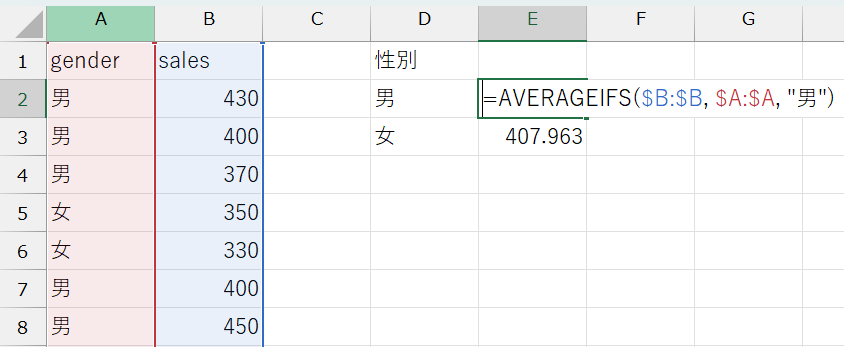 A B C D E F G
1 gender sales 性別
2 男 430 男 =AVERAGEIFS($B:$B, $A:$A, "男")
3 男 400 女 407.963
4 男 370
5 女 350
6 女 330
7 男 400
8 男 450